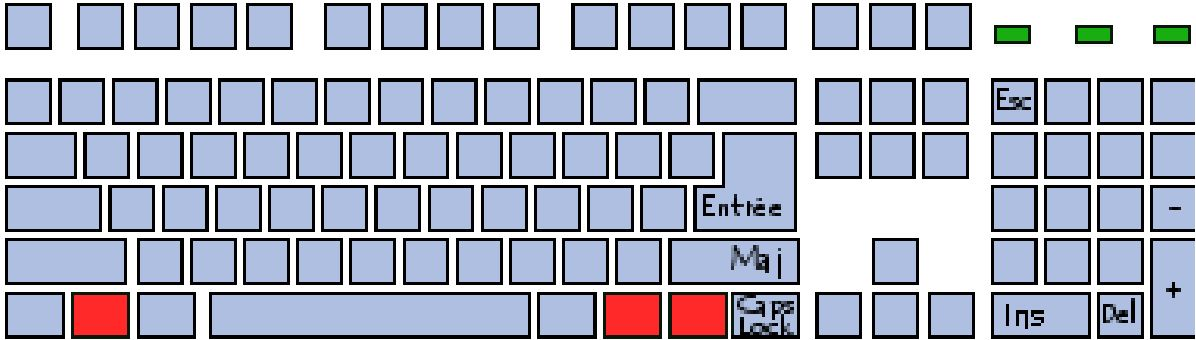 Esc
Entrée
-
Maj
+
Caps
Lock
Ins
Del